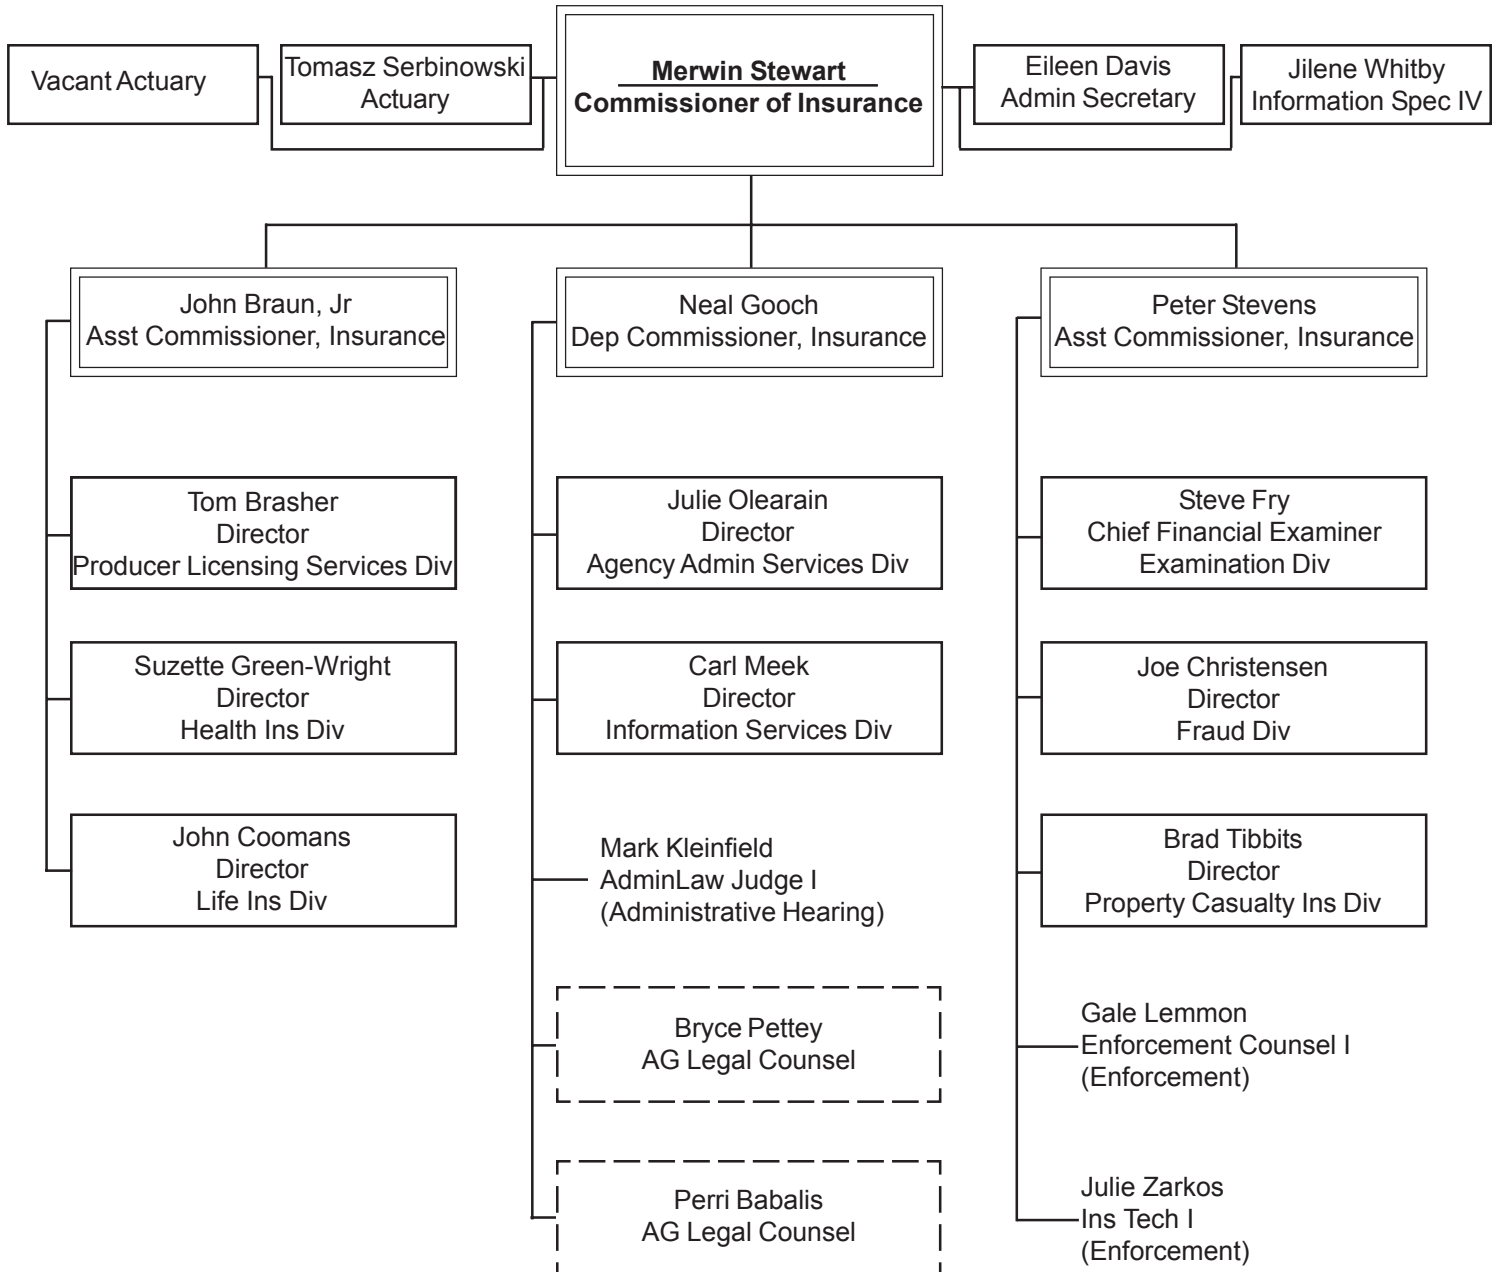 Vacant Actuary
Tomasz Serbinowski
Actuary
Merwin Stewart
Commissioner of Insurance
Eileen Davis
Admin Secretary
Jilene Whitby
Information Spec IV
John Braun, Jr
Asst Commissioner, Insurance
Neal Gooch
Dep Commissioner, Insurance
Peter Stevens
Asst Commissioner, Insurance
Tom Brasher
Director
Producer Licensing Services Div
Julie Olearain
Director
Agency Admin Services Div
Steve Fry
Chief Financial Examiner
Examination Div
Suzette Green-Wright
Director
Health Ins Div
Carl Meek
Director
Information Services Div
Joe Christensen
Director
Fraud Div
John Coomans
Director
Life Ins Div
Mark Kleinfield
AdminLaw Judge I
(Administrative Hearing)
Brad Tibbits
Director
Property Casualty Ins Div
Bryce Pettey
AG Legal Counsel
Gale Lemmon
Enforcement Counsel I
(Enforcement)
Perri Babalis
AG Legal Counsel
Julie Zarkos
Ins Tech I
(Enforcement)